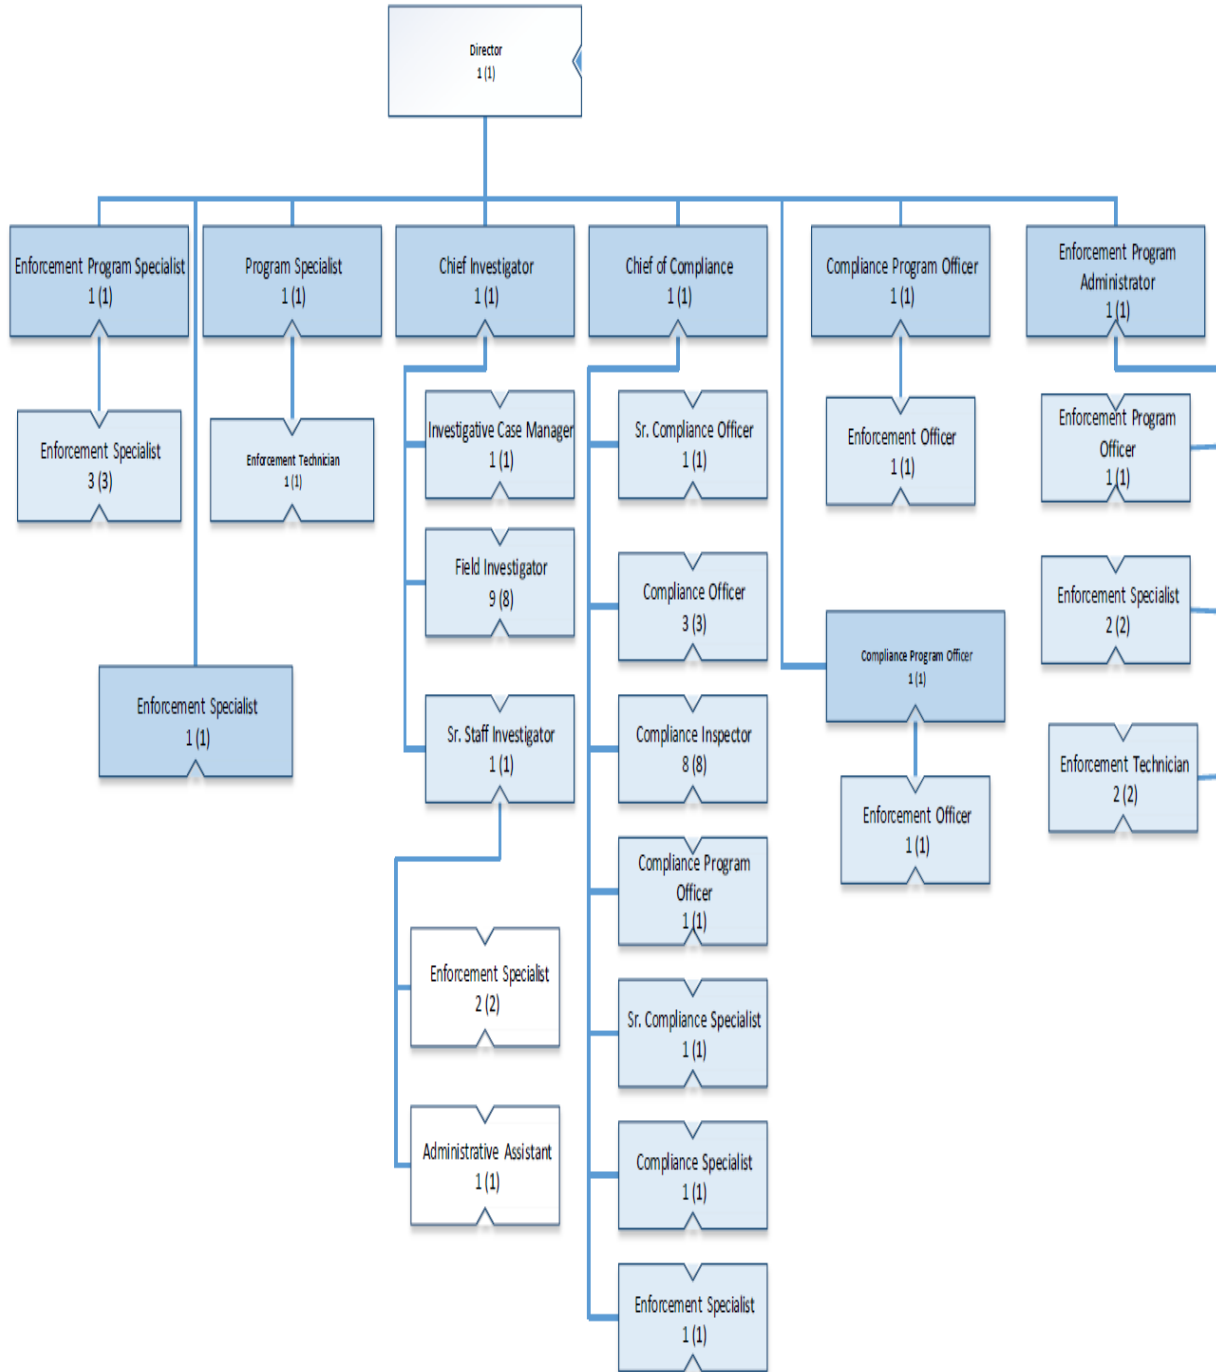 Director
1 (1)
Enforcement Program Specialist
1 (1)
Program Specialist
1 (1)
Chief Investigator
1 (1)
Chief of Compliance
1 (1)
Compliance Program Officer
1 (1)
Enforcement Program
Administrator
1 (1)
Enforcement Specialist
3 (3)
Enforcement Technician
1 (1)
Investigative Case Manager
1 (1)
Sr. Compliance Officer
1 (1)
Enforcement Officer
1 (1)
Enforcement Program
Officer
1 (1)
Field Investigator
9 (8)
Compliance Officer
3 (3)
Enforcement Specialist
2 (2)
Compliance Program Officer
1 (1)
Enforcement Specialist
1 (1)
Sr. Staff Investigator
1 (1)
Compliance Inspector
8 (8)
Enforcement Technician
2 (2)
Enforcement Officer
1 (1)
Compliance Program
Officer
1 (1)
Enforcement Specialist
2 (2)
Sr. Compliance Specialist
1 (1)
Administrative Assistant
1 (1)
Compliance Specialist
1 (1)
Enforcement Specialist
1 (1)